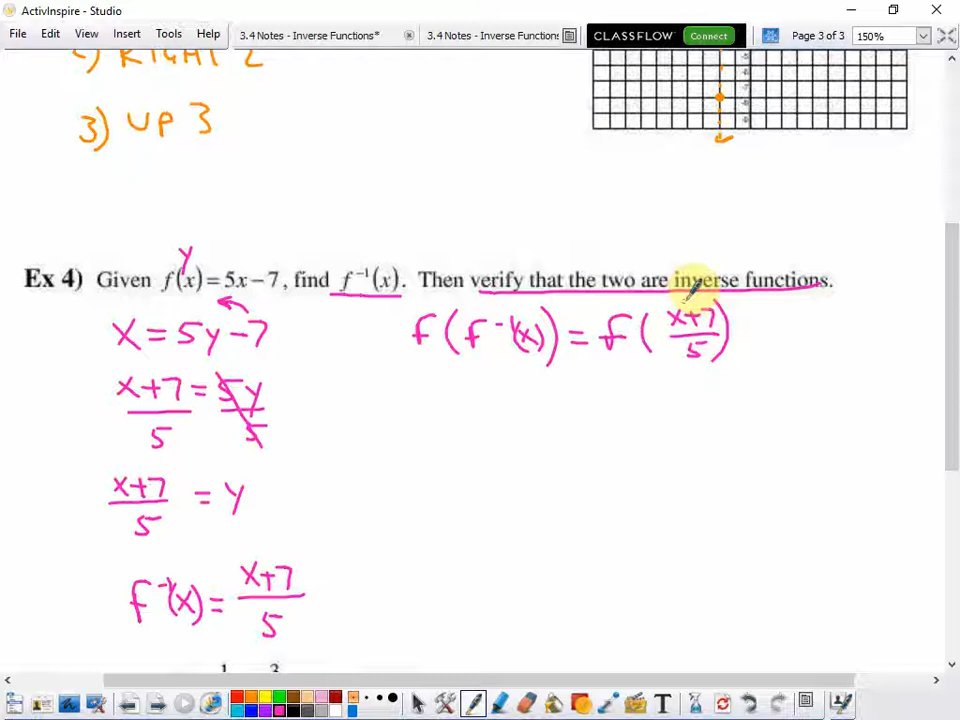 ActivInspire - Studio
File Edit View Insert Tools Help 3.4 Notes - Inverse Functions* 3.4 Notes - Inverse Functions CLASSFLOW Connect Page 3 of 3 150%
RIGHT 2
3) UP 3
y
Ex 4) Given f(x) = 5x − 7, find f⁻¹(x). Then verify that the two are inverse functions.
x = 5y − 7
f(f⁻¹(x)) = f((x+7)/5)
(x+7)/5 = 5y/5
(x+7)/5 = y
f⁻¹(x) = (x+7)/5